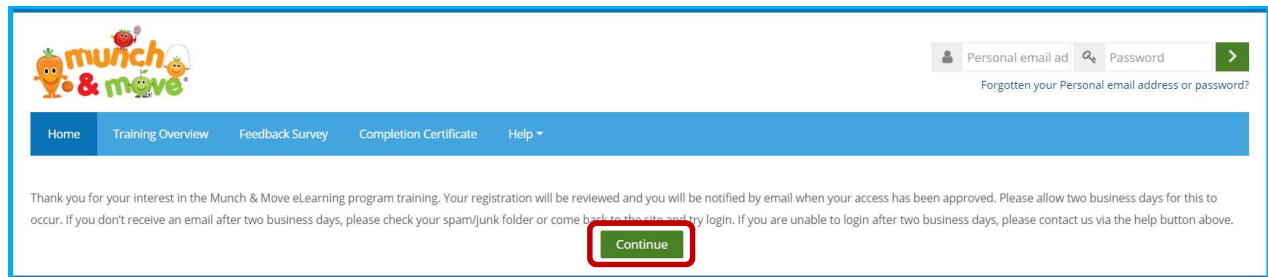 munch
& move®
Personal email ad
Password
Forgotten your Personal email address or password?
Home
Training Overview
Feedback Survey
Completion Certificate
Help
Thank you for your interest in the Munch & Move eLearning program training. Your registration will be reviewed and you will be notified by email when your access has been approved. Please allow two business days for this to
occur. If you don't receive an email after two business days, please check your spam/junk folder or come back to the site and try login. If you are unable to login after two business days, please contact us via the help button above.
Continue